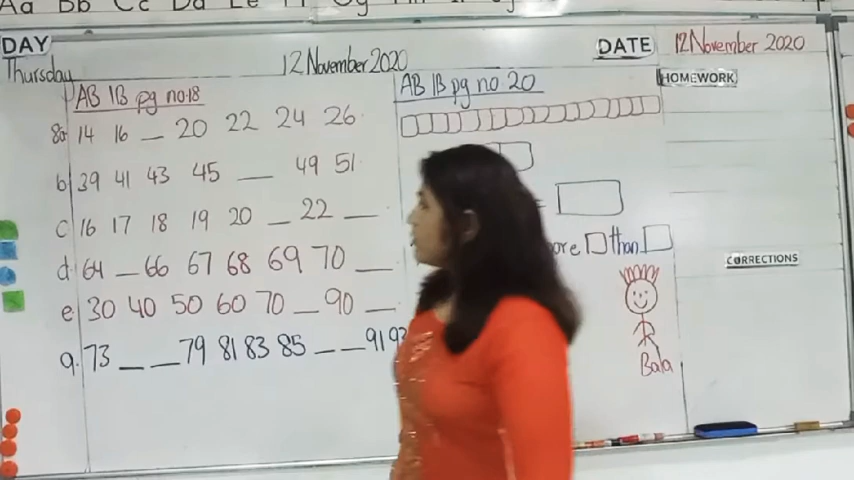 Aa Bb Cc Dd Ee
DAY
Thursday
12 November 2020
DATE
12 November 2020
AB 1B pg no.18
8a 14 16 __ 20 22 24 26
b 39 41 43 45 __ 49 51
c 16 17 18 19 20 __ 22 __
d 64 __ 66 67 68 69 70 __
e 30 40 50 60 70 __ 90 __
9. 73 __ __ 79 81 83 85 __ __ 91 93
AB 1B pg no 20
=
ore □ than □
Bala
HOMEWORK
CORRECTIONS